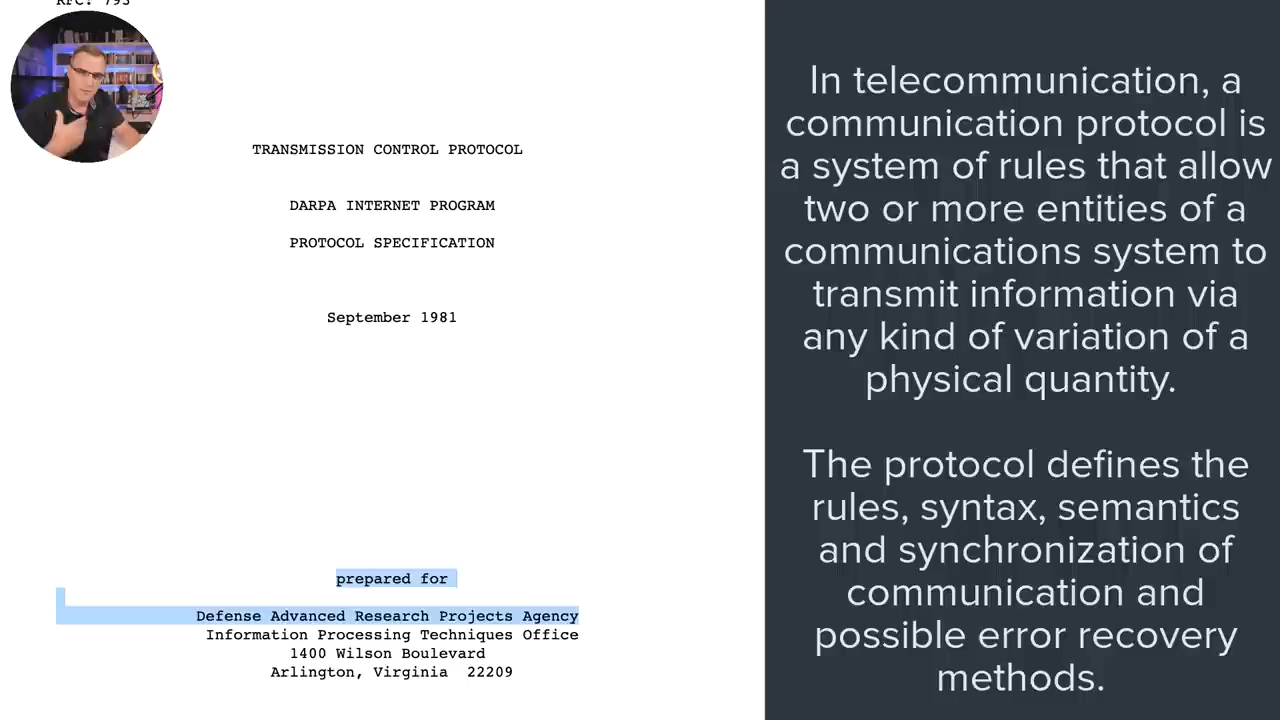 RFC: 793
TRANSMISSION CONTROL PROTOCOL
DARPA INTERNET PROGRAM
PROTOCOL SPECIFICATION
September 1981
prepared for
Defense Advanced Research Projects Agency
Information Processing Techniques Office
1400 Wilson Boulevard
Arlington, Virginia  22209
In telecommunication, a
communication protocol is
a system of rules that allow
two or more entities of a
communications system to
transmit information via
any kind of variation of a
physical quantity.
The protocol defines the
rules, syntax, semantics
and synchronization of
communication and
possible error recovery
methods.